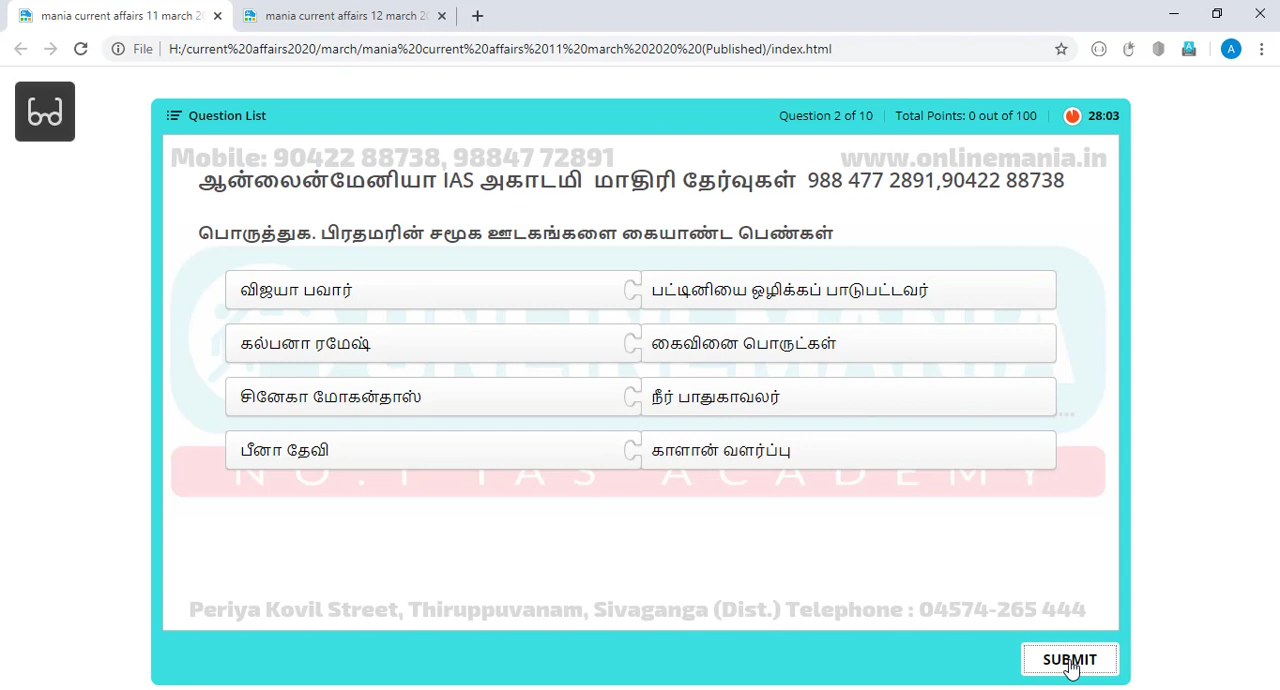 mania current affairs 11 march 2
mania current affairs 12 march 2
File
H:/current%20affairs2020/march/mania%20current%20affairs%2011%20march%202020%20(Published)/index.html
A
Question List
Question 2 of 10
Total Points: 0 out of 100
28:03
Mobile: 90422 88738, 98847 72891
www.onlinemania.in
ஆன்லைன்மேனியா IAS அகாடமி மாதிரி தேர்வுகள் 988 477 2891,90422 88738
பொருத்துக. பிரதமரின் சமூக ஊடகங்களை கையாண்ட பெண்கள்
விஜயா பவார்
பட்டினியை ஒழிக்கப் பாடுபட்டவர்
கல்பனா ரமேஷ்
கைவினை பொருட்கள்
சினேகா மோகன்தாஸ்
நீர் பாதுகாவலர்
பீனா தேவி
காளான் வளர்ப்பு
NO.1 IAS ACADEMY
Periya Kovil Street, Thiruppuvanam, Sivaganga (Dist.) Telephone : 04574-265 444
SUBMIT